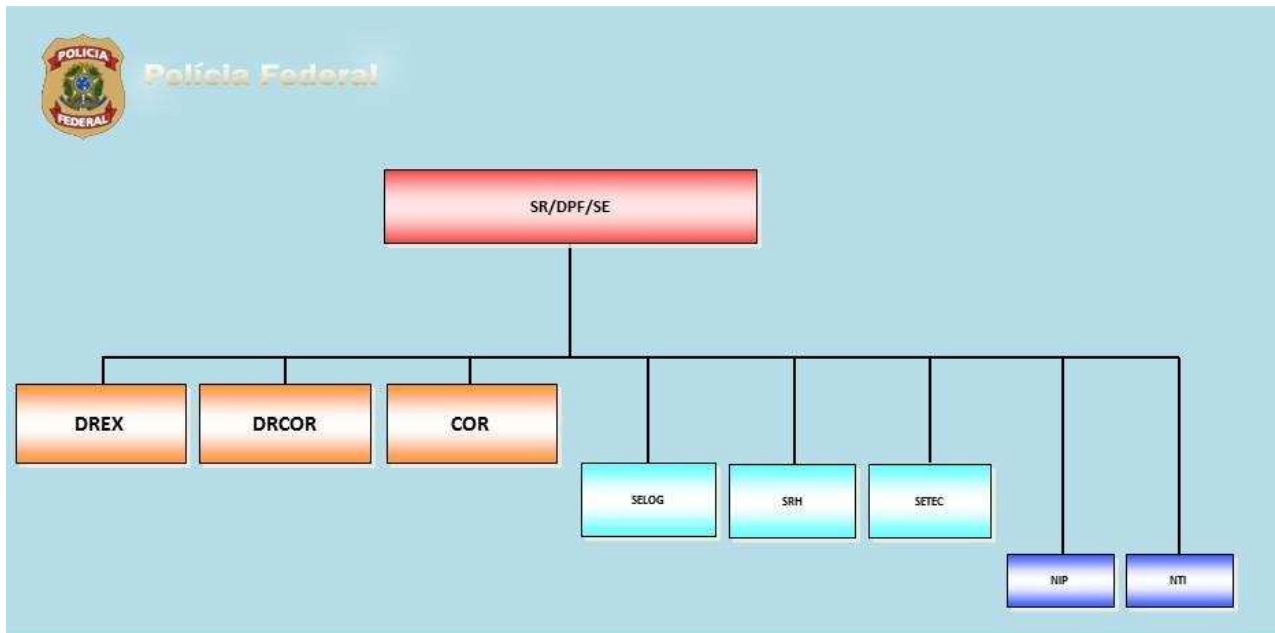 POLICIA
FEDERAL
Polícia Federal
SR/DPF/SE
DREX
DRCOR
COR
SELOG
SRH
SETEC
NIP
NTI